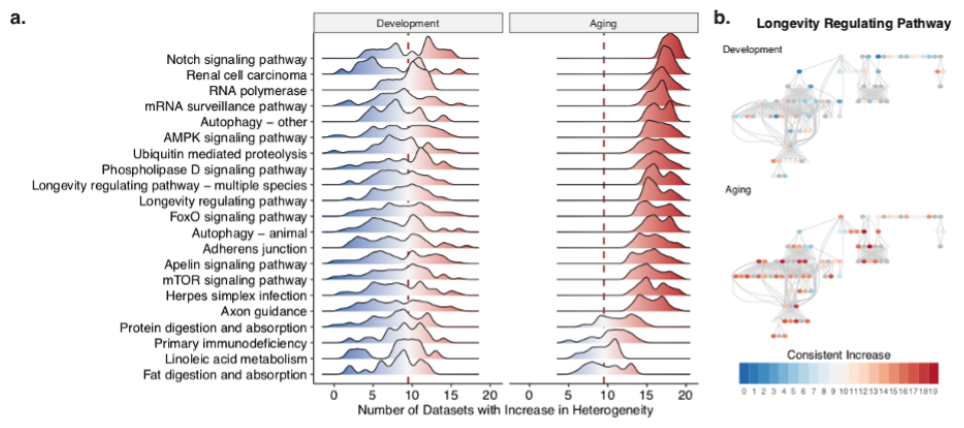 a.
Development
Aging
Notch signaling pathway
Renal cell carcinoma
RNA polymerase
mRNA surveillance pathway
Autophagy – other
AMPK signaling pathway
Ubiquitin mediated proteolysis
Phospholipase D signaling pathway
Longevity regulating pathway – multiple species
Longevity regulating pathway
FoxO signaling pathway
Autophagy – animal
Adherens junction
Apelin signaling pathway
mTOR signaling pathway
Herpes simplex infection
Axon guidance
Protein digestion and absorption
Primary immunodeficiency
Linoleic acid metabolism
Fat digestion and absorption
0 5 10 15 20
0 5 10 15 20
Number of Datasets with Increase in Heterogeneity
b.
Longevity Regulating Pathway
Development
Aging
Consistent Increase
0 1 2 3 4 5 6 7 8 9 10 11 12 13 14 15 16 17 18 19